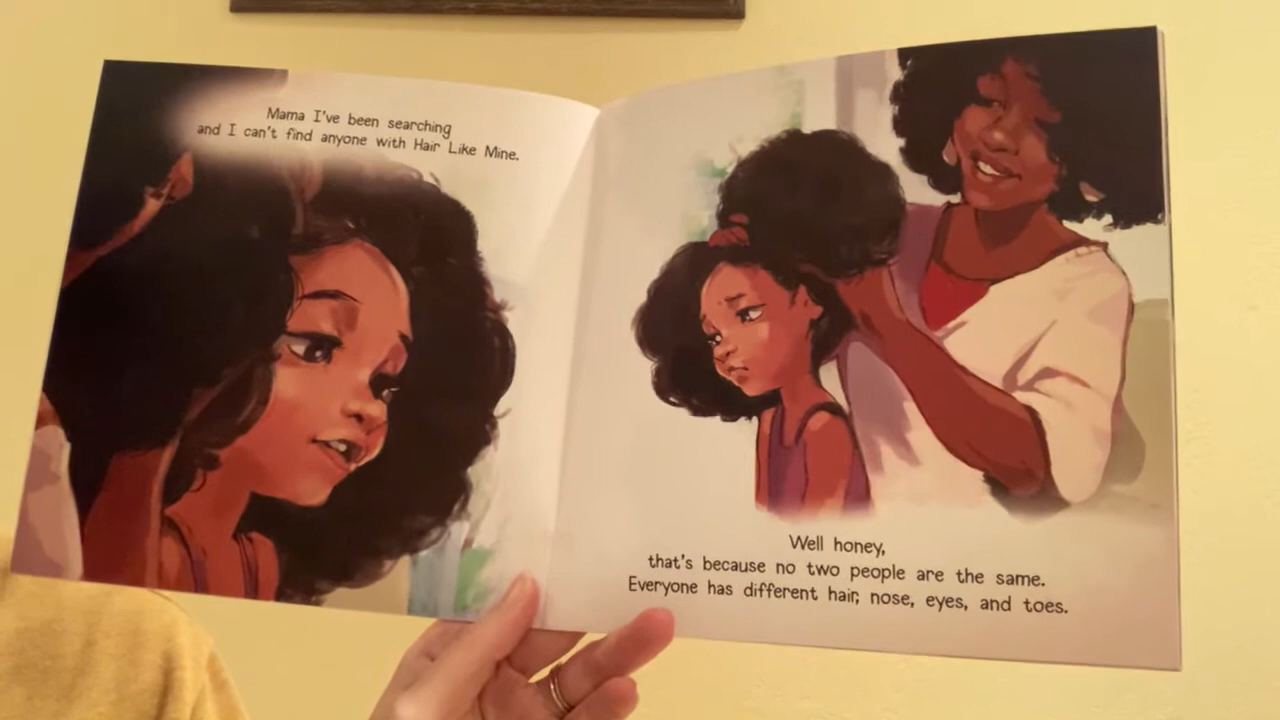 Mama I've been searching
and I can't find anyone with Hair Like Mine.
Well honey,
that's because no two people are the same.
Everyone has different hair, nose, eyes, and toes.